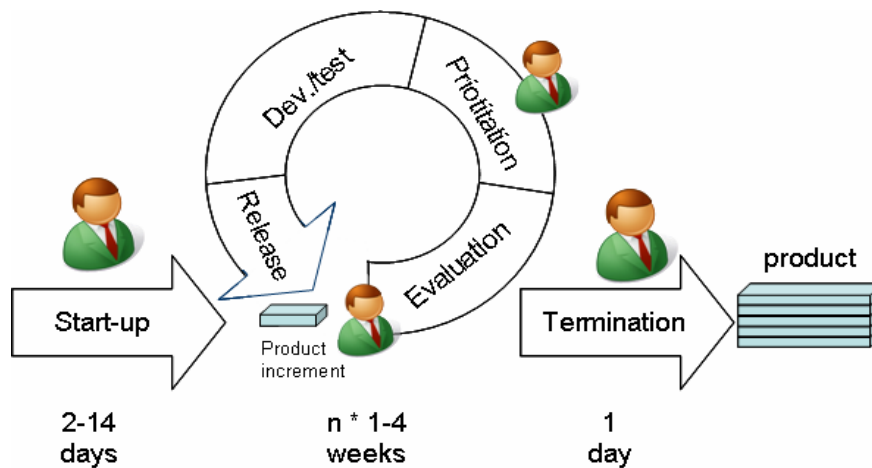 Dev./test
Priotitation
Release
Evaluation
Start-up
Product
increment
Termination
product
2-14
days
n * 1-4
weeks
1
day